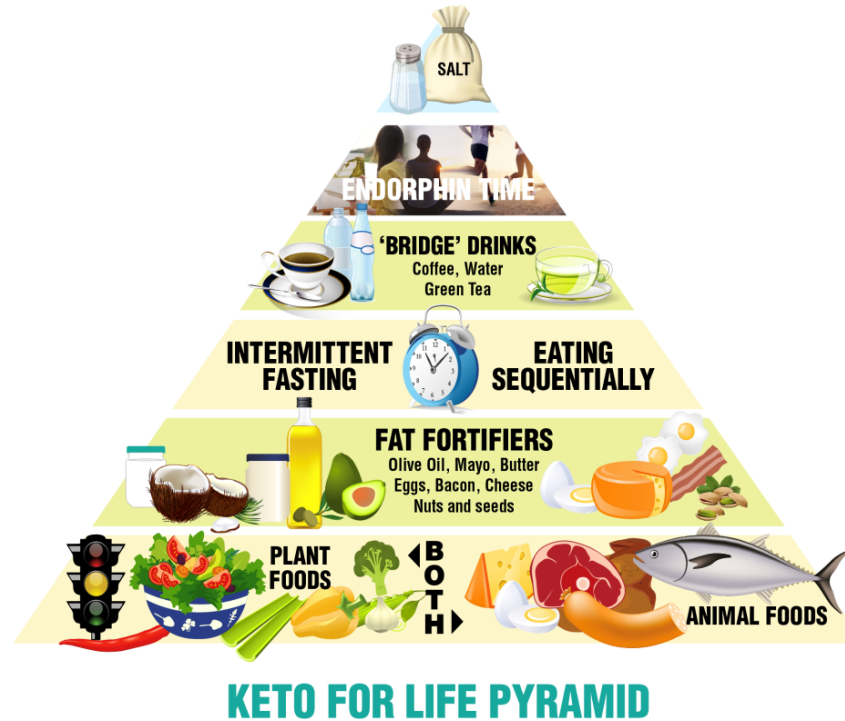 SALT
ENDORPHIN TIME
‘BRIDGE’ DRINKS
Coffee, Water
Green Tea
INTERMITTENT
FASTING
EATING
SEQUENTIALLY
FAT FORTIFIERS
Olive Oil, Mayo, Butter
Eggs, Bacon, Cheese
Nuts and seeds
PLANT
FOODS
BOTH
ANIMAL FOODS
KETO FOR LIFE PYRAMID